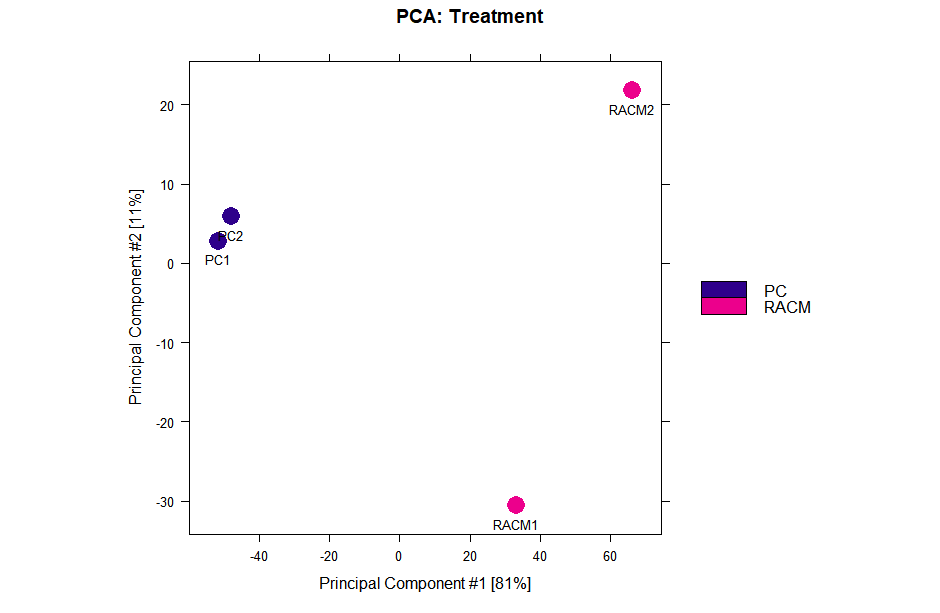 PCA: Treatment
20
10
0
-10
-20
-30
Principal Component #2 [11%]
RACM2
PC2
PC1
RACM1
-40
-20
0
20
40
60
Principal Component #1 [81%]
PC
RACM